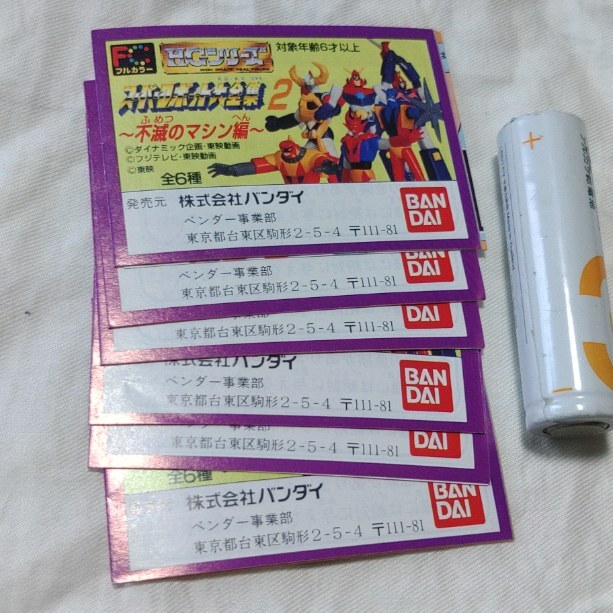 FC
フルカラー
HGシリーズ
対象年齢6才以上
スーパーロボット大全集2
ふめつ へん
～不滅のマシン編～
©ダイナミック企画・東映動画
©フジテレビ・東映動画
©東映
全6種
発売元 株式会社バンダイ
ベンダー事業部
東京都台東区駒形2-5-4 〒111-81
BAN
DAI
ベンダー事業部
東京都台東区駒形2-5-4 〒111-81
BAN
DAI
東京都台東区駒形2-5-4 〒111-81
DAI
株式会社バンダイ
ベンダー事業部
東京都台東区駒形2-5-4 〒111-81
BAN
DAI
東京都台東区駒形2-5-4 〒111-81
DAI
全6種
株式会社バンダイ
ベンダー事業部
東京都台東区駒形2-5-4 〒111-81
BAN
DAI
+